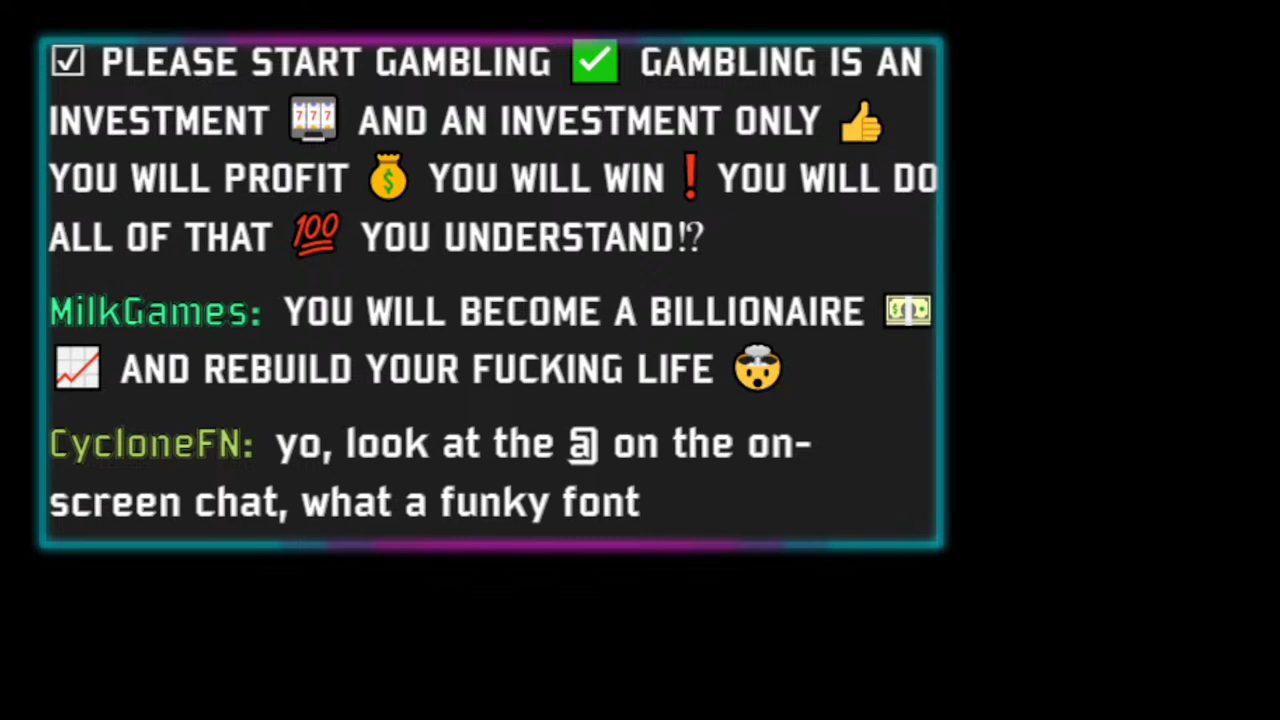 ☑ PLEASE START GAMBLING ✅ GAMBLING IS AN
INVESTMENT 🎰 AND AN INVESTMENT ONLY 👍
YOU WILL PROFIT 💰 YOU WILL WIN❗YOU WILL DO
ALL OF THAT 💯 YOU UNDERSTAND⁉
MilkGames: YOU WILL BECOME A BILLIONAIRE 💵
📈 AND REBUILD YOUR FUCKING LIFE 🤯
CycloneFN: yo, look at the @ on the on-
screen chat, what a funky font